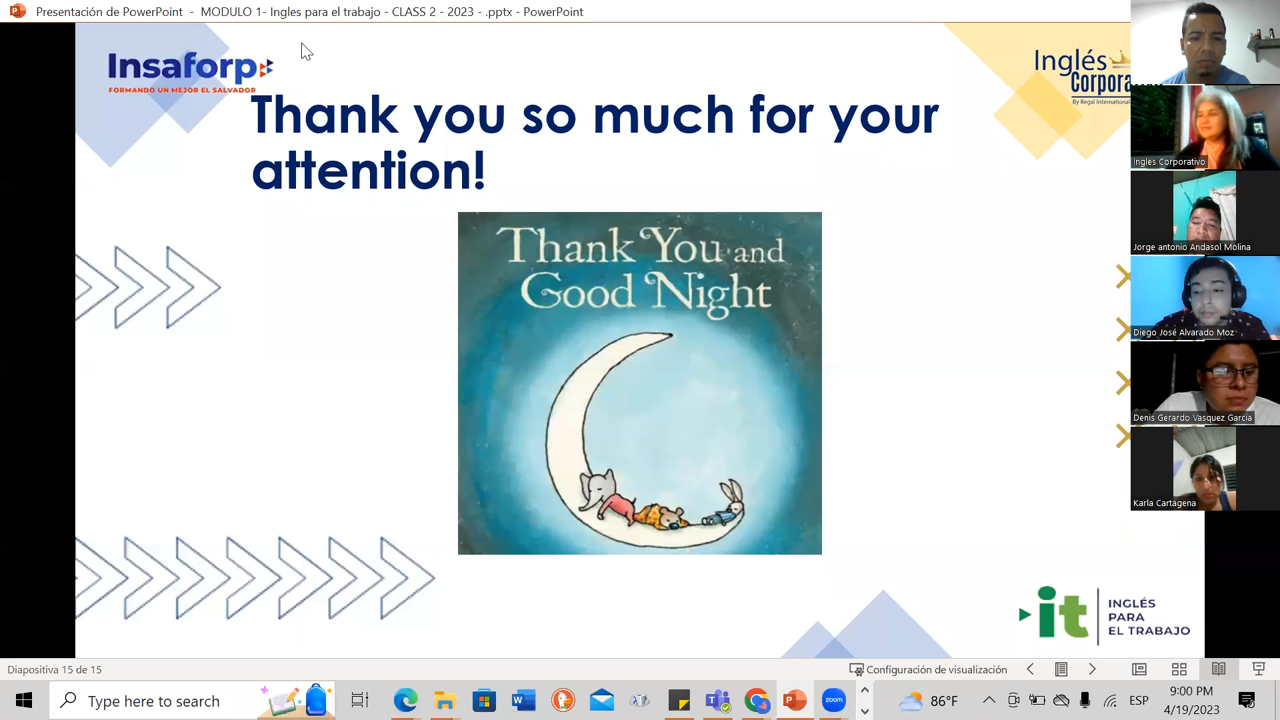 Presentación de PowerPoint - MODULO 1- Ingles para el trabajo - CLASS 2 - 2023 - .pptx - PowerPoint
Insaforp
FORMANDO UN MEJOR EL SALVADOR
Inglés
Corpora
By Regal International
Thank you so much for your
attention!
Thank You and
Good Night
Ingles Corporativo
Jorge antonio Andasol Molina
Diego José Alvarado Moz
Denis Gerardo Vasquez Garcia
Karla Cartagena
it
INGLÉS
PARA
EL TRABAJO
Diapositiva 15 de 15
Configuración de visualización
Type here to search
zoom
86°F
ESP
9:00 PM
4/19/2023